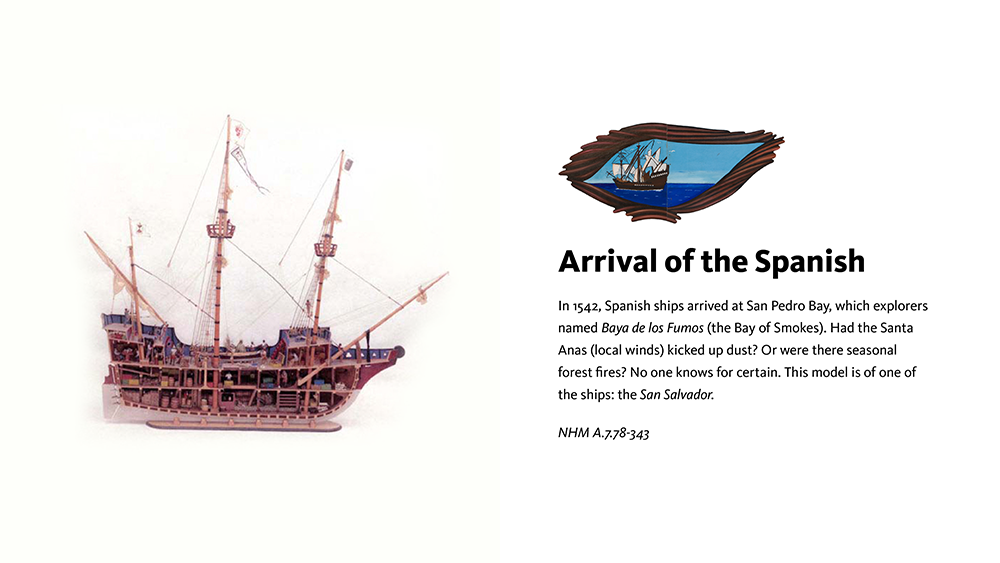 Arrival of the Spanish
In 1542, Spanish ships arrived at San Pedro Bay, which explorers
named Baya de los Fumos (the Bay of Smokes). Had the Santa
Anas (local winds) kicked up dust? Or were there seasonal
forest fires? No one knows for certain. This model is of one of
the ships: the San Salvador.
NHM A.7.78-343